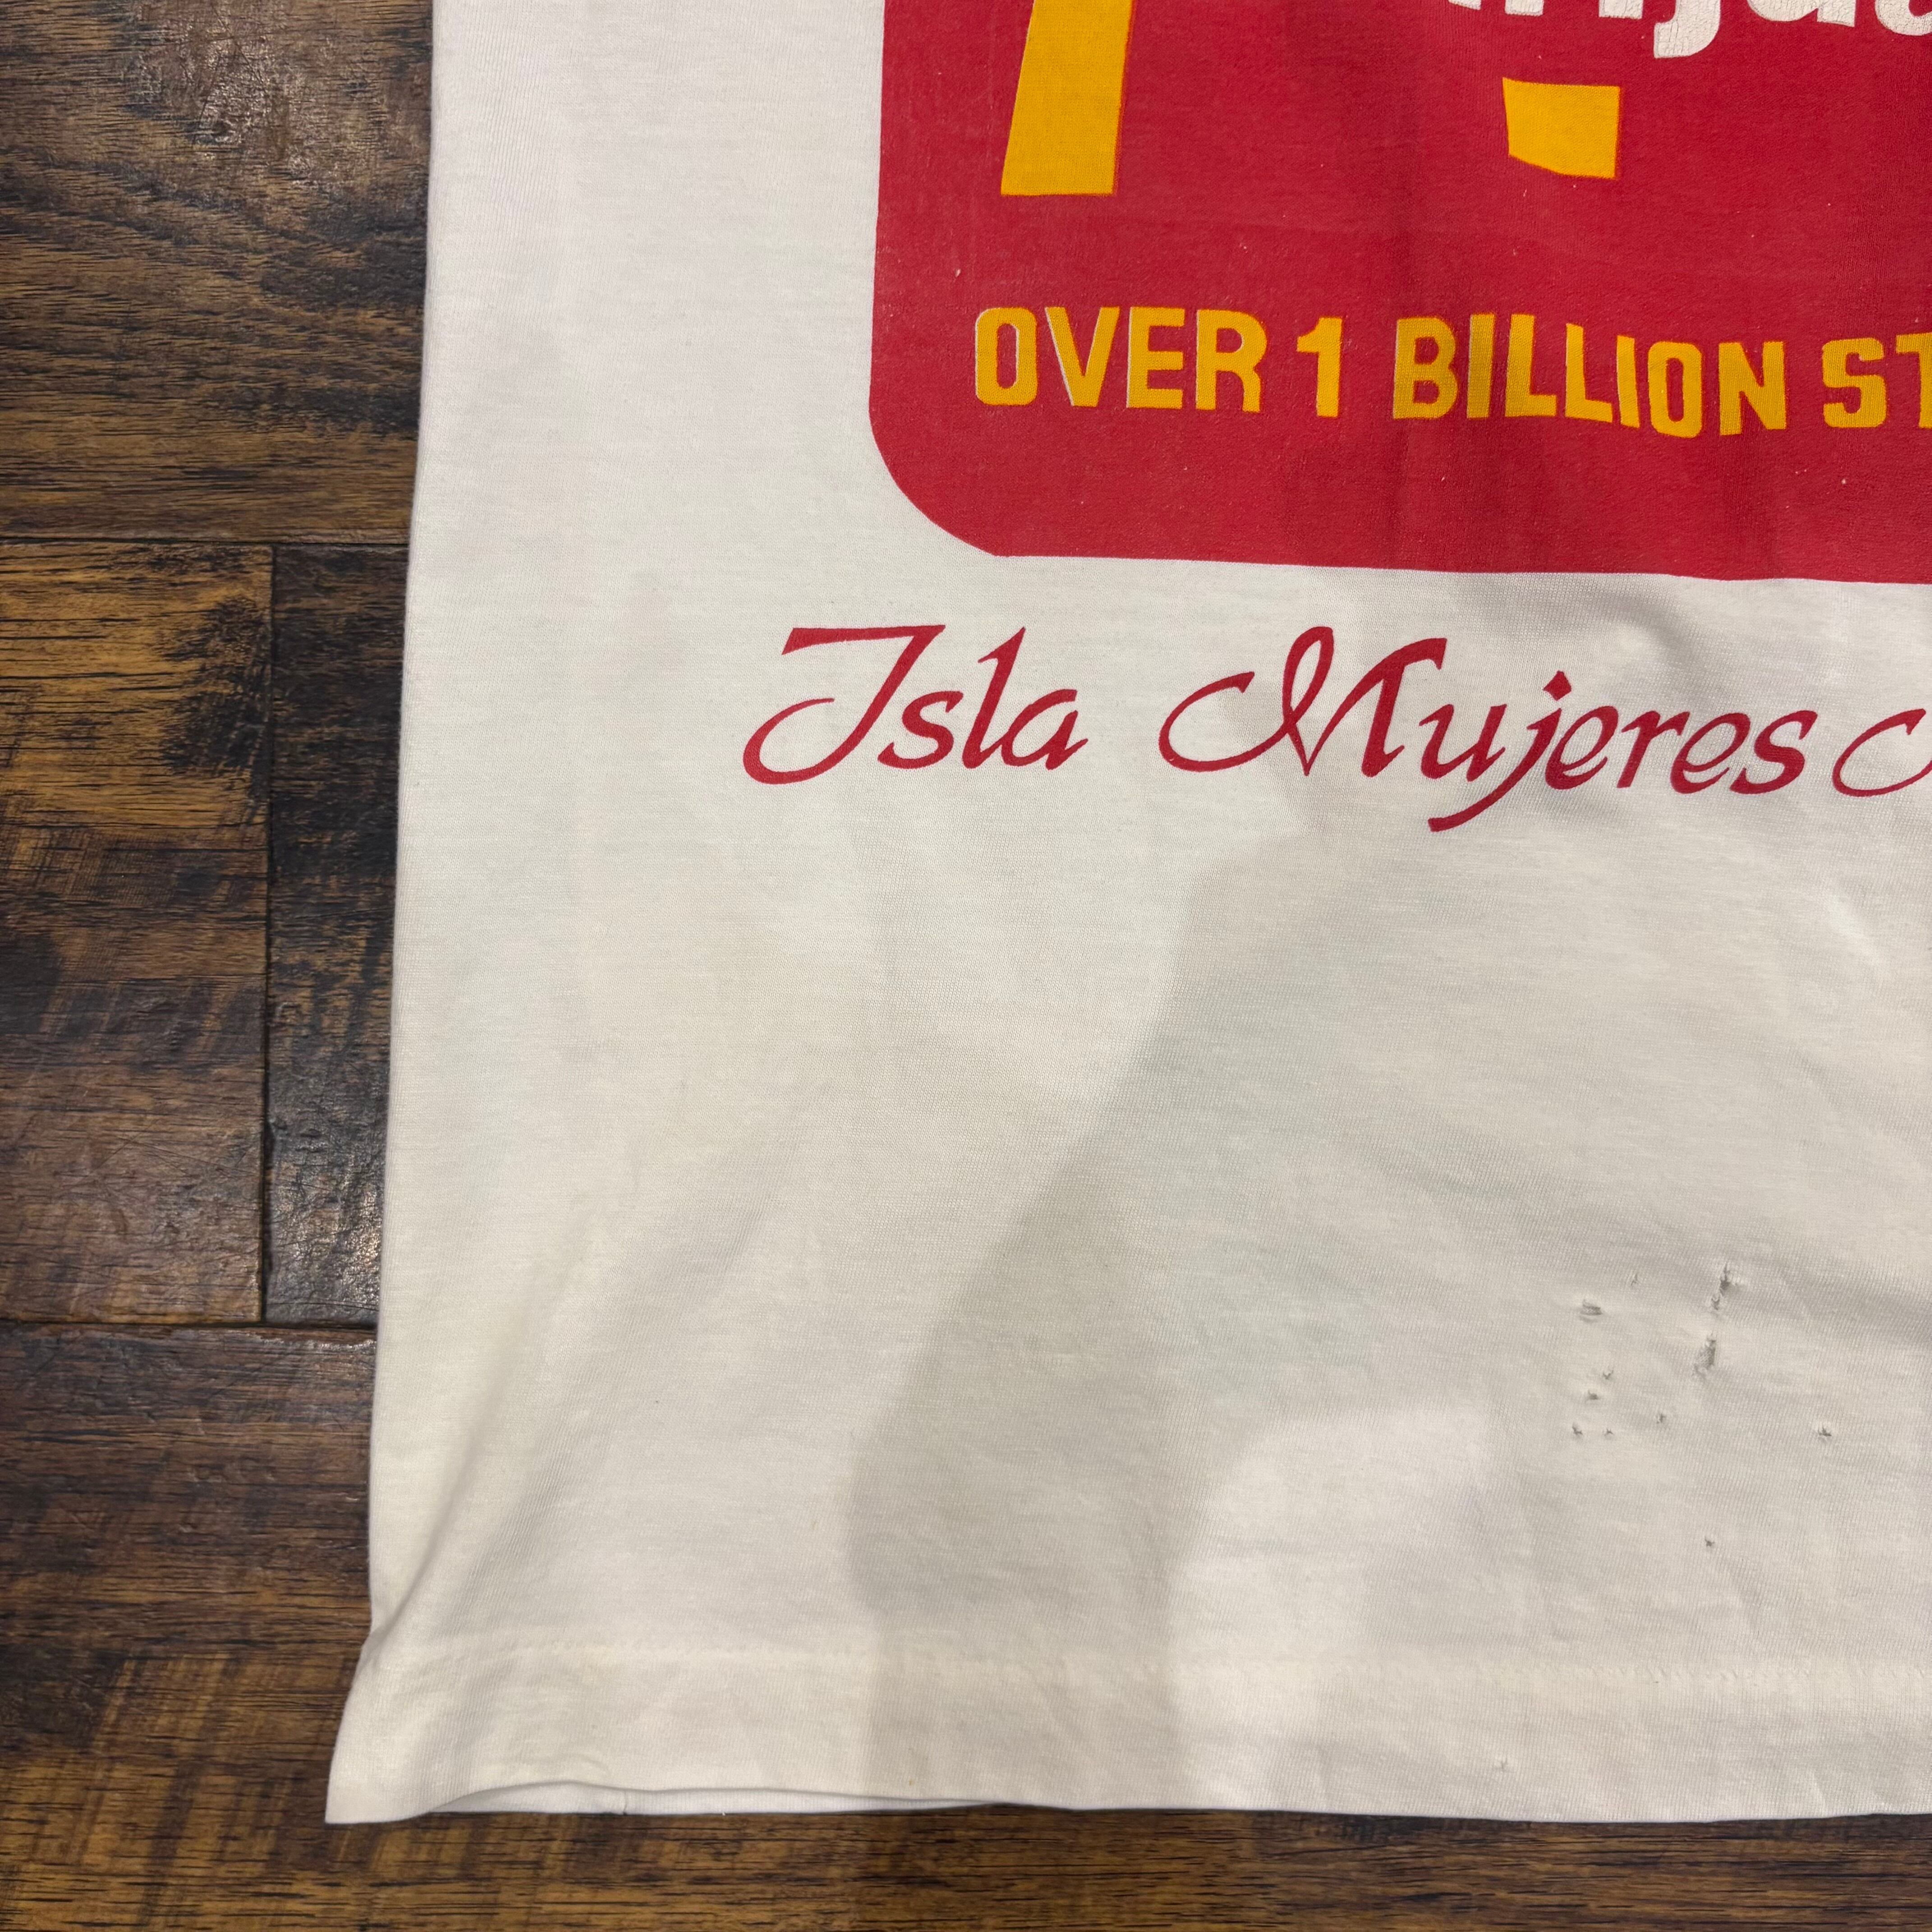 OVER 1 BILLION
Isla Mujeres